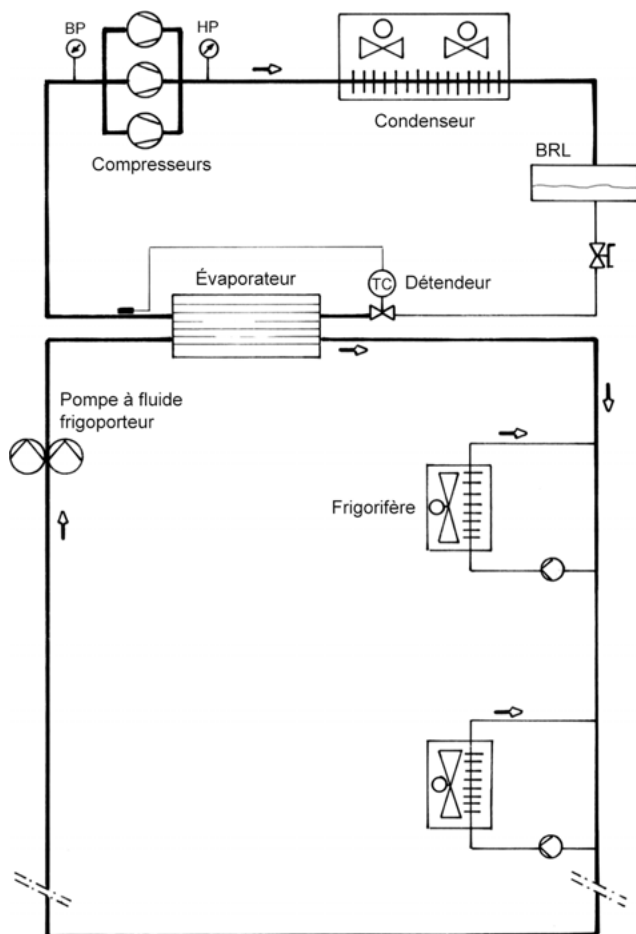 BP
HP
Compresseurs
Condenseur
BRL
Évaporateur
TC
Détendeur
Pompe à fluide
frigoporteur
Frigorifère